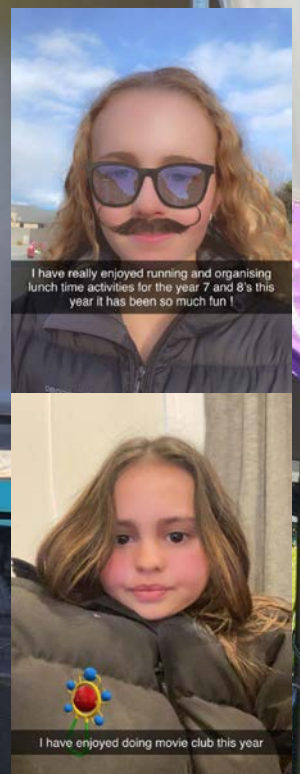 I have really enjoyed running and organising
lunch time activities for the year 7 and 8's this
year it has been so much fun !
I have enjoyed doing movie club this year